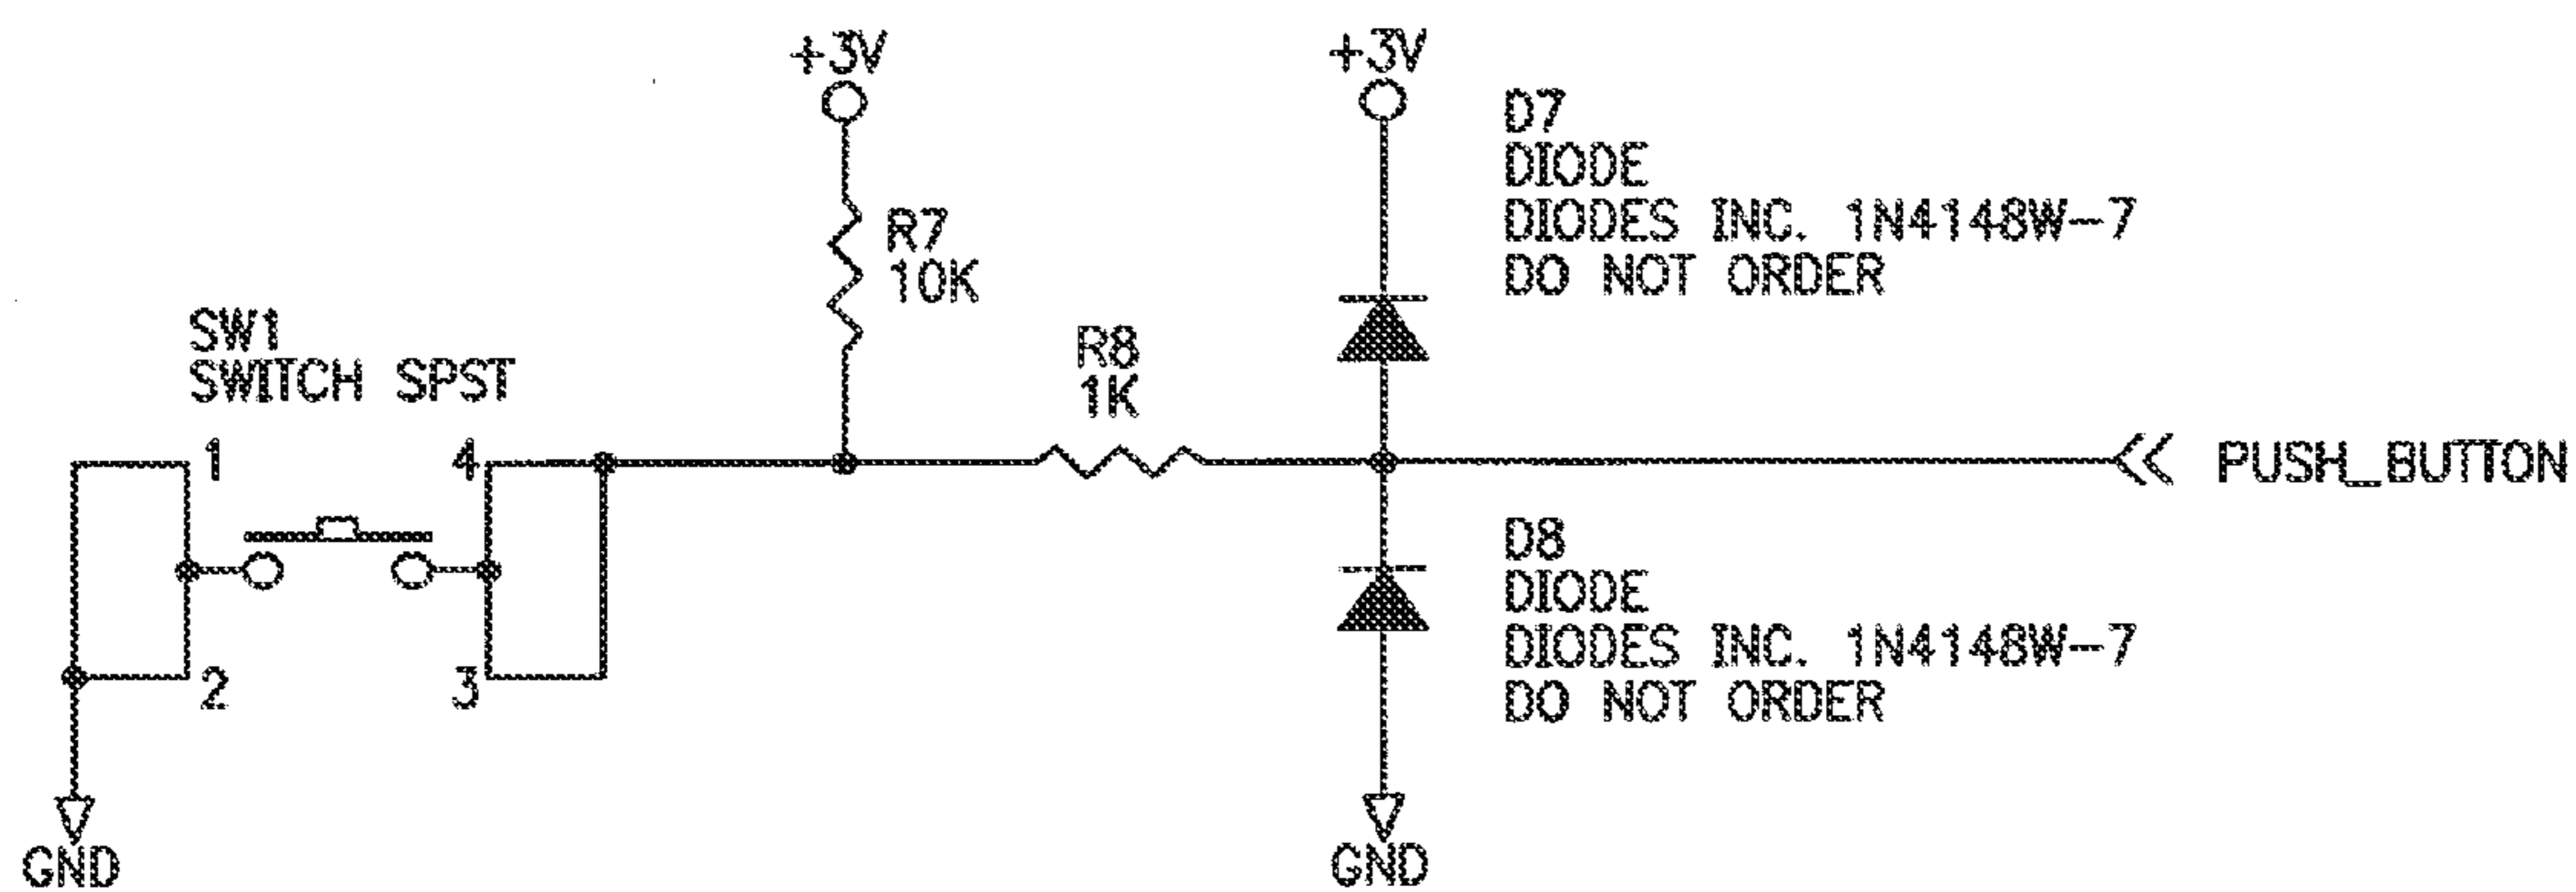 +3V
+3V
D7
DIODE
DIODES INC. 1N4148W-7
DO NOT ORDER
R7
10K
SW1
SWITCH SPST
R8
1K
1
4
PUSH_BUTTON
2
3
D8
DIODE
DIODES INC. 1N4148W-7
DO NOT ORDER
GND
GND